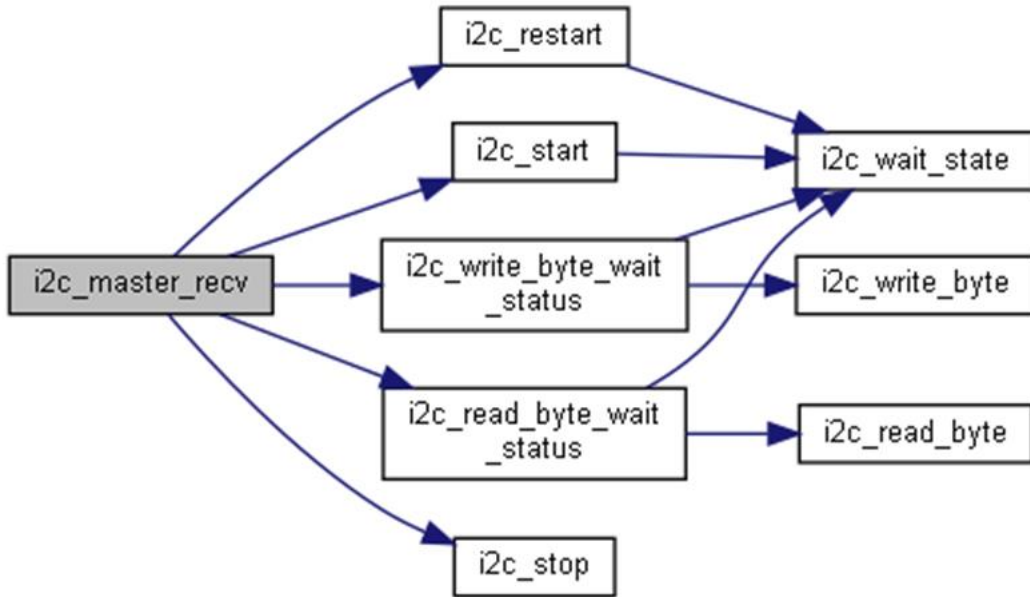 i2c_restart
i2c_start
i2c_wait_state
i2c_master_recv
i2c_write_byte_wait
_status
i2c_write_byte
i2c_read_byte_wait
_status
i2c_read_byte
i2c_stop